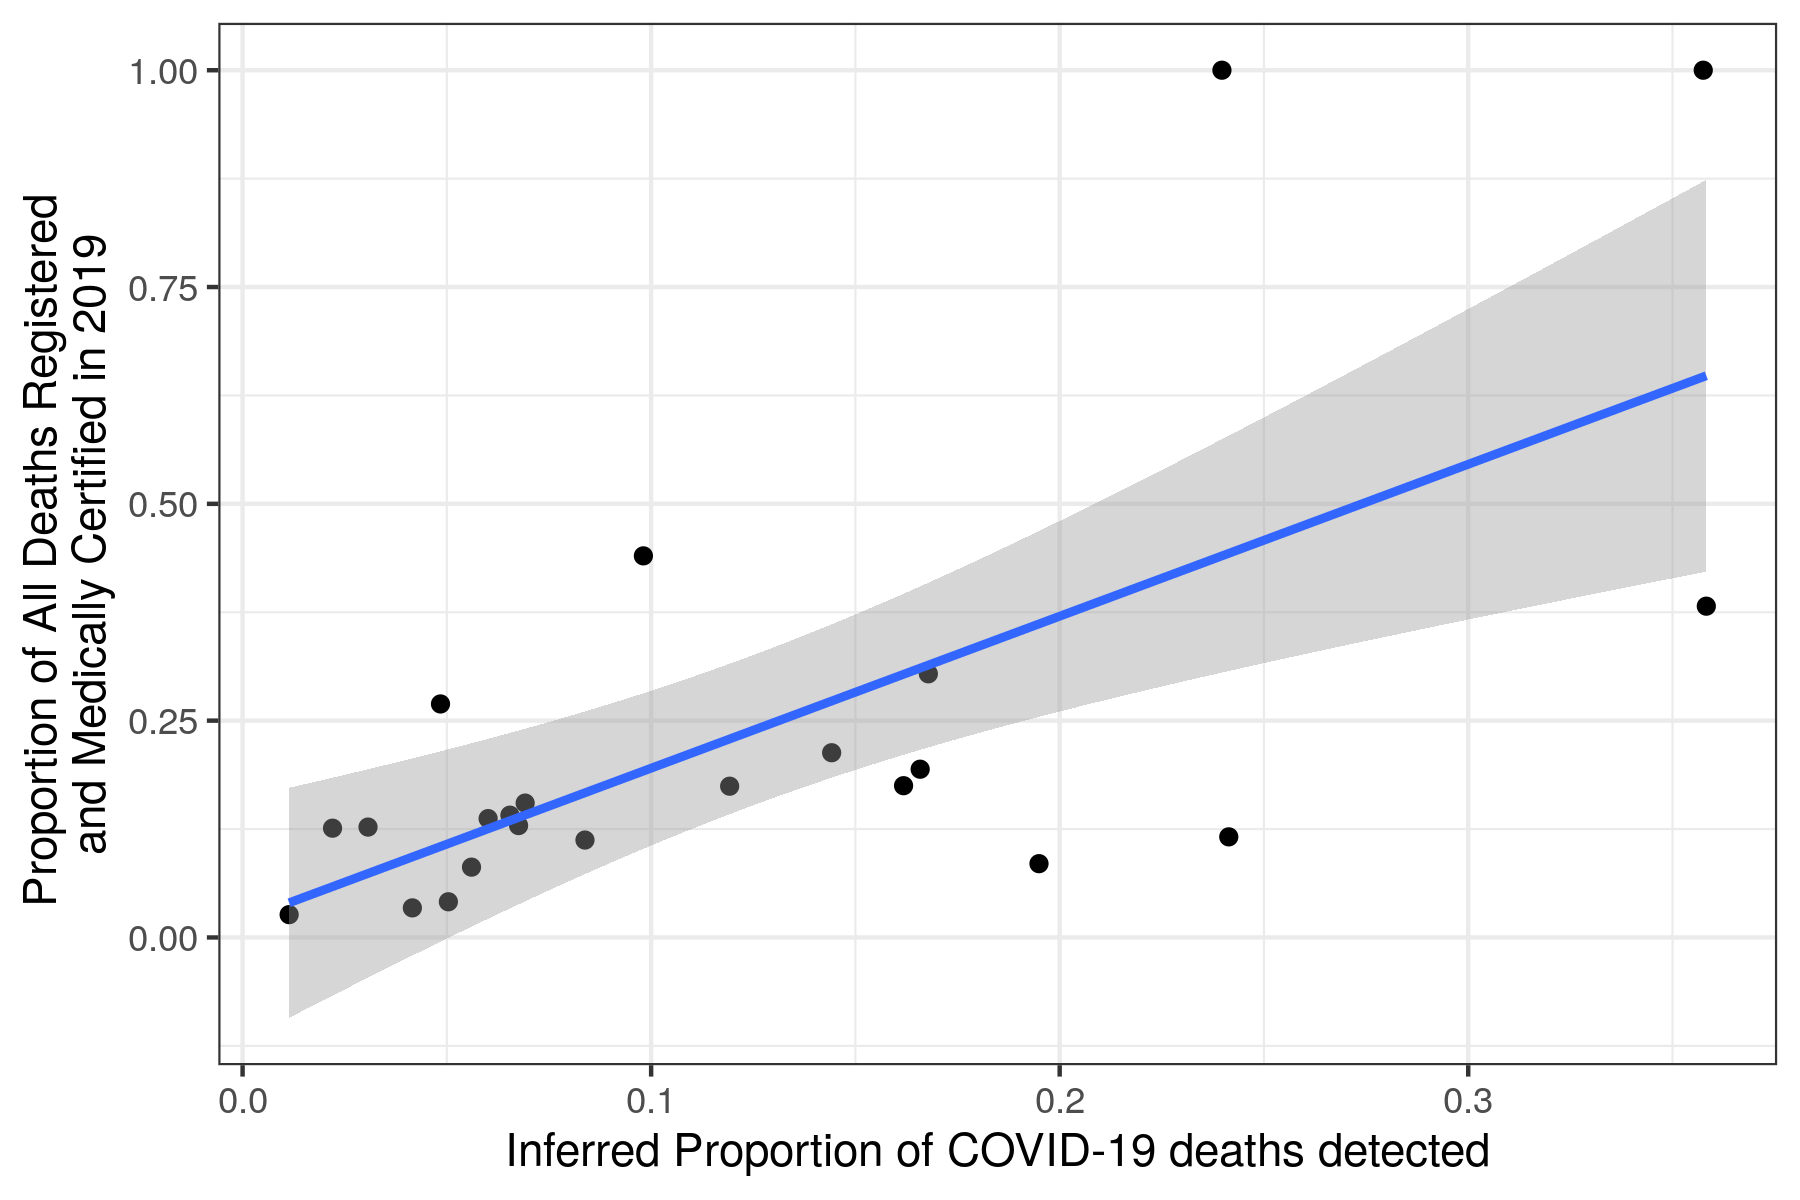 Proportion of All Deaths Registered
and Medically Certified in 2019
1.00
0.75
0.50
0.25
0.00
0.0 0.1 0.2 0.3
Inferred Proportion of COVID-19 deaths detected